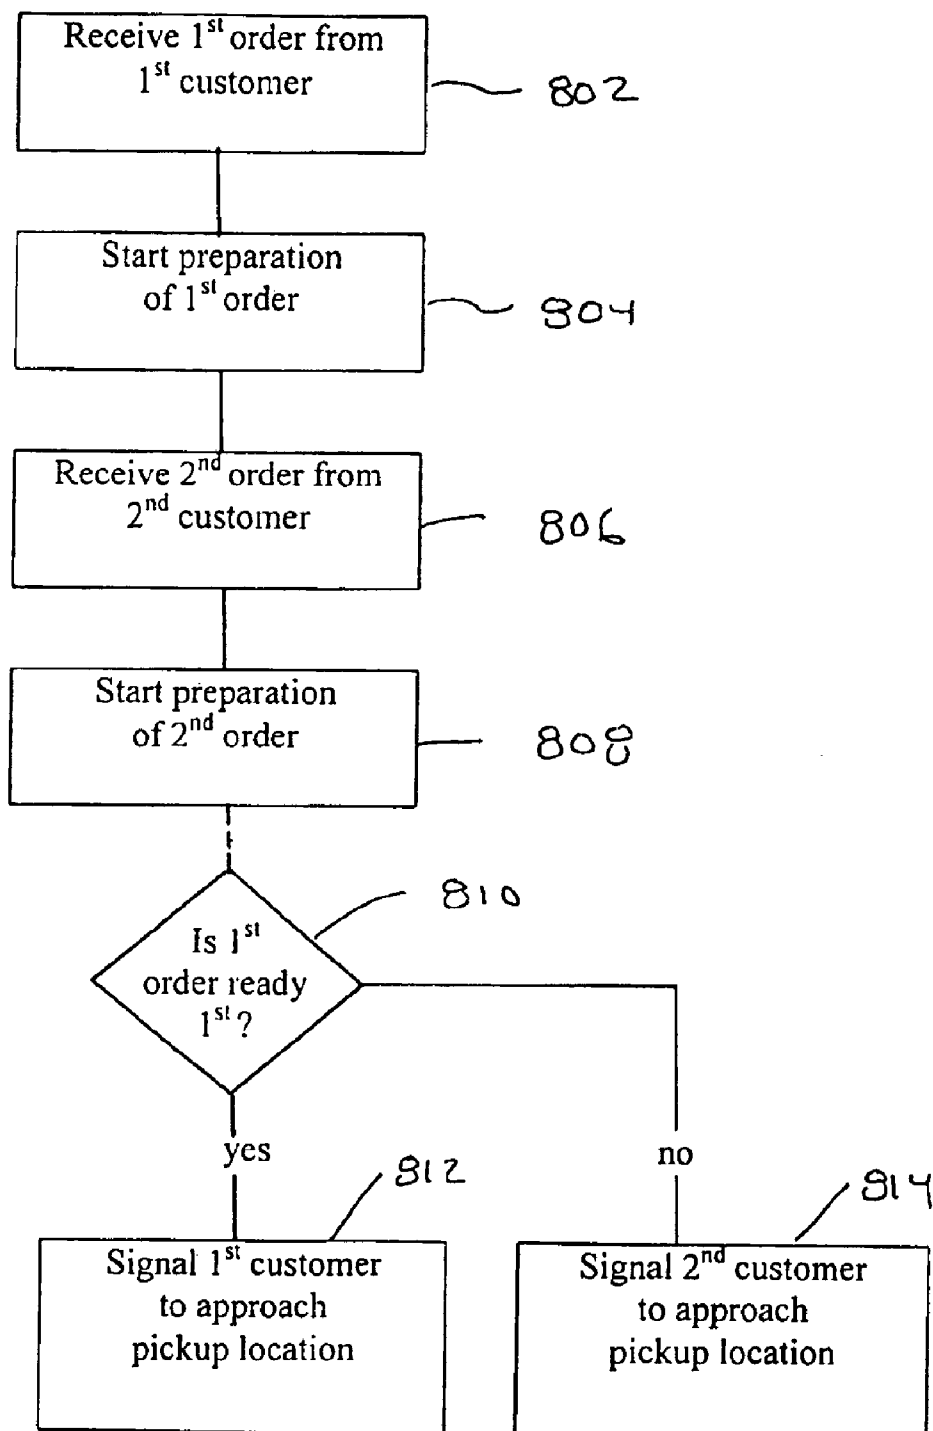 Receive 1st order from
1st customer
802
Start preparation
of 1st order
804
Receive 2nd order from
2nd customer
806
Start preparation
of 2nd order
808
810
Is 1st
order ready
1st?
yes
no
812
814
Signal 1st customer
to approach
pickup location
Signal 2nd customer
to approach
pickup location